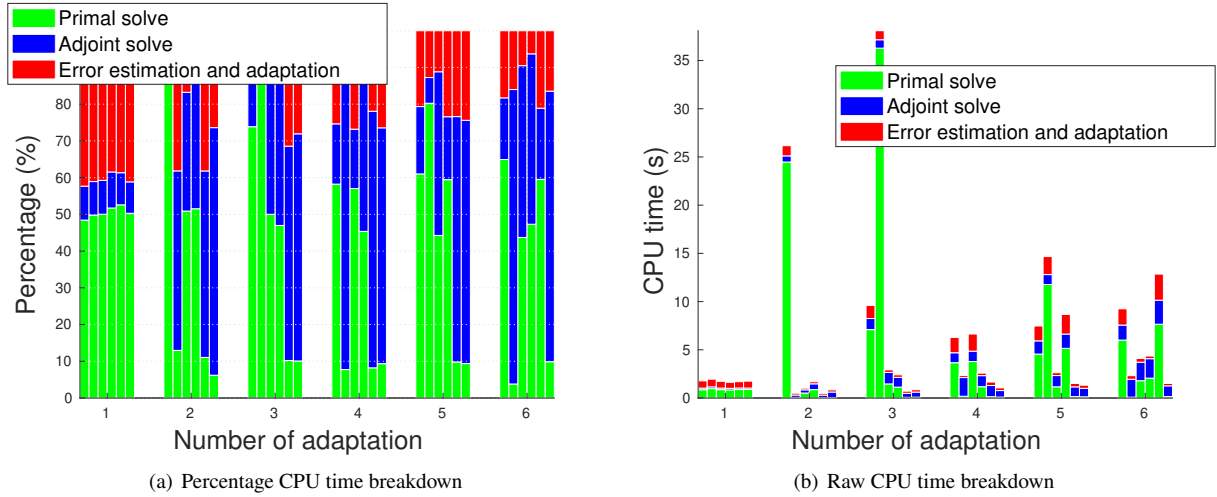 Primal solve
Adjoint solve
Error estimation and adaptation
80
70
60
50
40
30
20
10
0
Percentage (%)
1 2 3 4 5 6
Number of adaptation
(a) Percentage CPU time breakdown
Primal solve
Adjoint solve
Error estimation and adaptation
35
30
25
20
15
10
5
0
CPU time (s)
1 2 3 4 5 6
Number of adaptation
(b) Raw CPU time breakdown